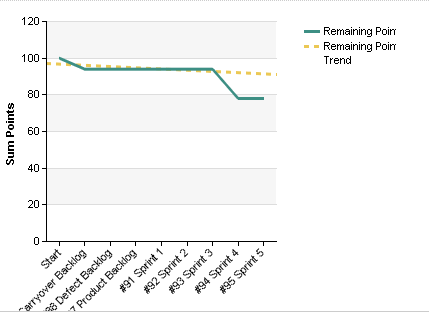 120
100
80
60
40
20
0
Sum Points
Start
Carryover Backlog
Defect Backlog
Product Backlog
#91 Sprint 1
#92 Sprint 2
#93 Sprint 3
#94 Sprint 4
#95 Sprint 5
Remaining Poin
Remaining Poin
Trend